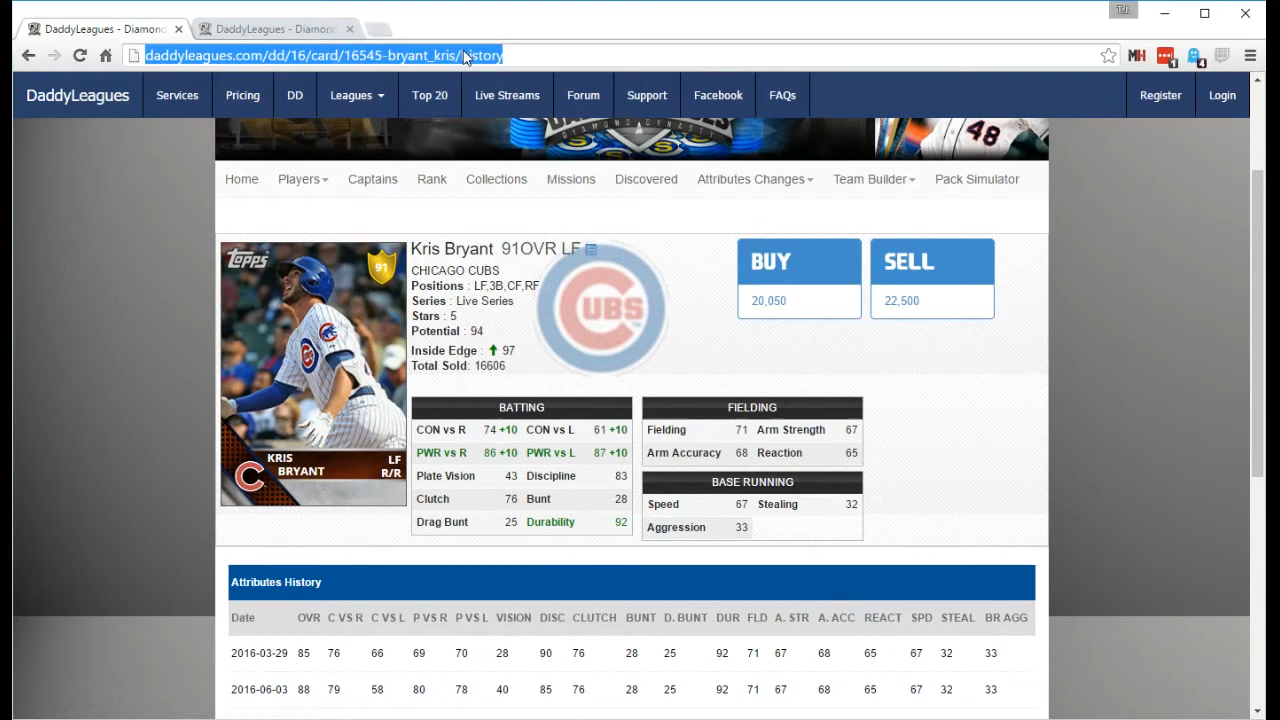 DaddyLeagues - Diamond
DaddyLeagues - Diamon
TJ.
daddyleagues.com/dd/16/card/16545-bryant_kris/history
1
4
DaddyLeagues Services Pricing DD Leagues Top 20 Live Streams Forum Support Facebook FAQs Register Login
DIAMOND DYNASTY
48
Home Players Captains Rank Collections Missions Discovered Attributes Changes Team Builder Pack Simulator
Topps
91
KRIS
BRYANT
LF
R/R
Kris Bryant 91OVR LF
CHICAGO CUBS
Positions : LF,3B,CF,RF
Series : Live Series
Stars : 5
Potential : 94
Inside Edge : 97
Total Sold: 16606
CUBS
BUY
20,050
SELL
22,500
BATTING
CON vs R 74 +10 CON vs L 61 +10
PWR vs R 86 +10 PWR vs L 87 +10
Plate Vision 43 Discipline 83
Clutch 76 Bunt 28
Drag Bunt 25 Durability 92
FIELDING
Fielding 71 Arm Strength 67
Arm Accuracy 68 Reaction 65
BASE RUNNING
Speed 67 Stealing 32
Aggression 33
Attributes History
Date OVR C VS R C VS L P VS R P VS L VISION DISC CLUTCH BUNT D. BUNT DUR FLD A. STR A. ACC REACT SPD STEAL BR AGG
2016-03-29 85 76 66 69 70 28 90 76 28 25 92 71 67 68 65 67 32 33
2016-06-03 88 79 58 80 78 40 85 76 28 25 92 71 67 68 65 67 32 33